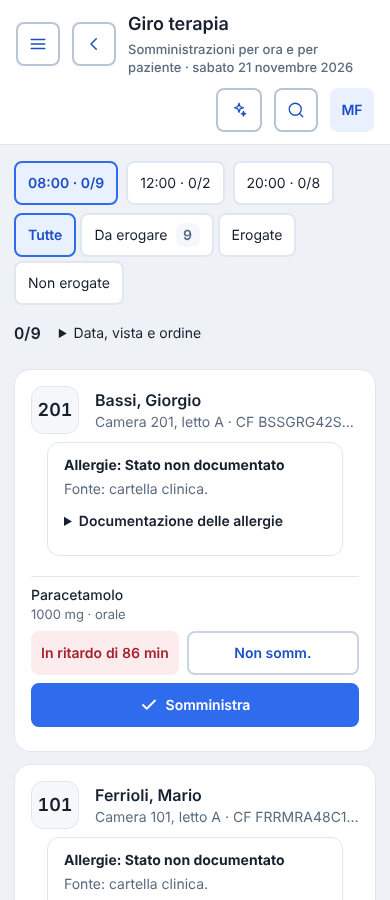 Giro terapia
Somministrazioni per ora e per
paziente · sabato 21 novembre 2026
MF
08:00 · 0/9
12:00 · 0/2
20:00 · 0/8
Tutte
Da erogare 9
Erogate
Non erogate
0/9
Data, vista e ordine
201
Bassi, Giorgio
Camera 201, letto A · CF BSSGRG42S...
Allergie: Stato non documentato
Fonte: cartella clinica.
Documentazione delle allergie
Paracetamolo
1000 mg · orale
In ritardo di 86 min
Non somm.
Somministra
101
Ferrioli, Mario
Camera 101, letto A · CF FRRMRA48C1...
Allergie: Stato non documentato
Fonte: cartella clinica.